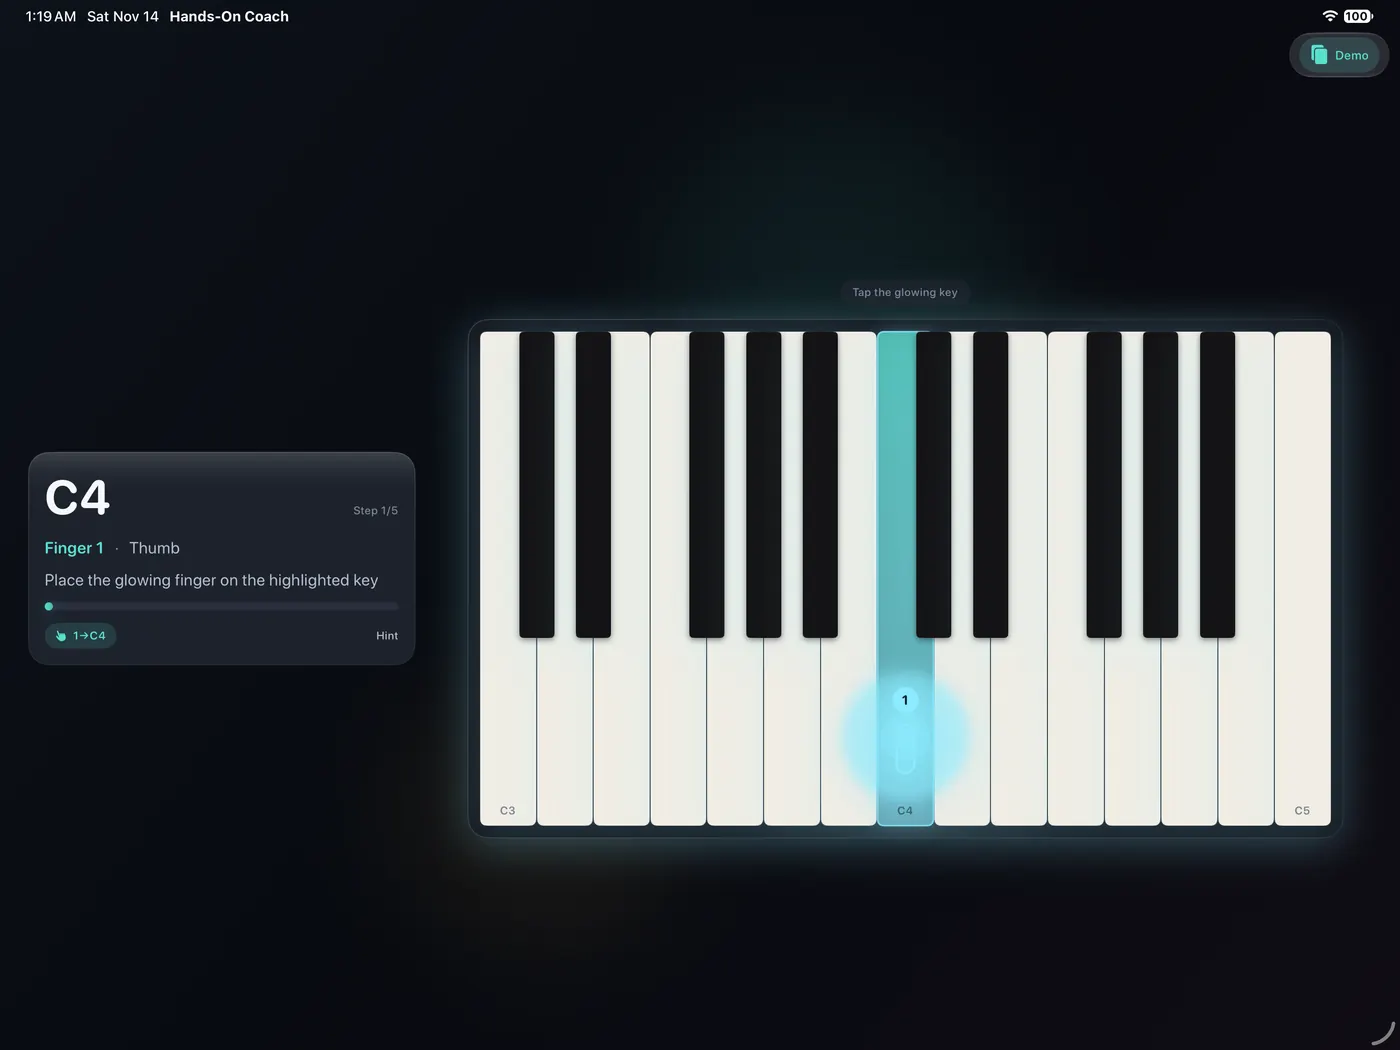 1:19 AM Sat Nov 14 Hands-On Coach
100
Demo
Tap the glowing key
C4
Step 1/5
Finger 1 · Thumb
Place the glowing finger on the highlighted key
1→C4
Hint
1
C3
C4
C5